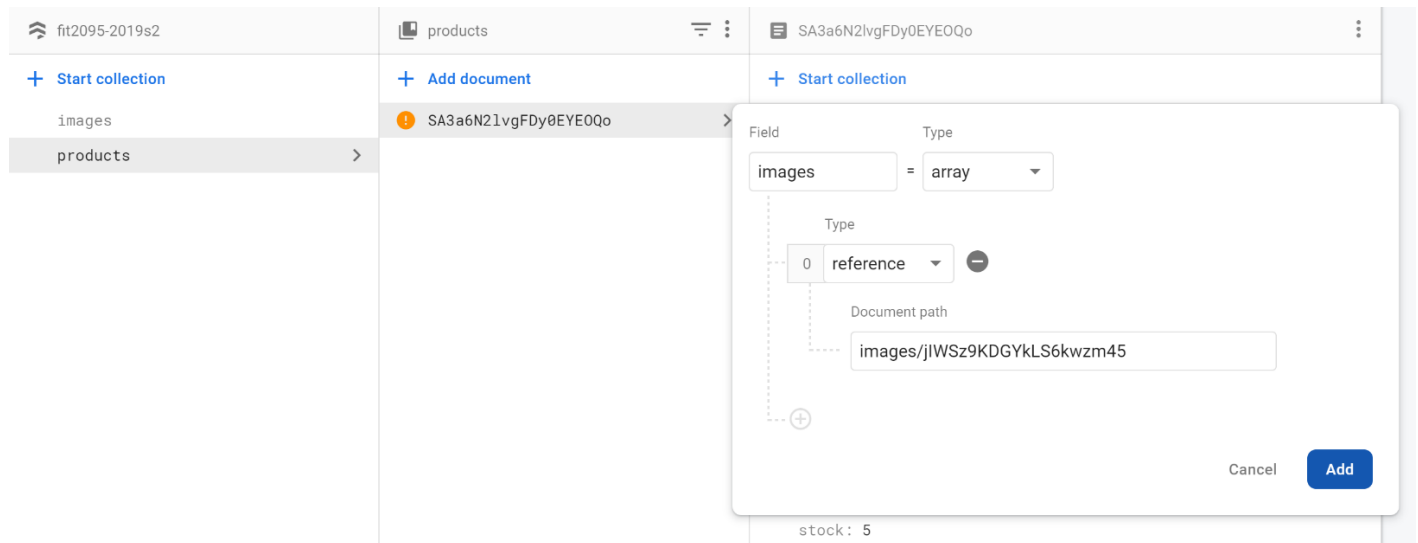 fit2095-2019s2
products
SA3a6N2lvgFDy0EYEOQo
Start collection
Add document
Start collection
images
products
SA3a6N2lvgFDy0EYEOQo
Field
Type
images
=
array
Type
0
reference
Document path
images/jIWSz9KDGYkLS6kwzm45
Cancel
Add
stock: 5